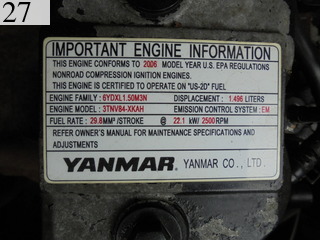 27
IMPORTANT ENGINE INFORMATION
THIS ENGINE CONFORMS TO 2006 MODEL YEAR U.S. EPA REGULATIONS
NONROAD COMPRESSION IGNITION ENGINES.
THIS ENGINE IS CERTIFIED TO OPERATE ON "US-2D" FUEL
ENGINE FAMILY : 6YDXL1.50M3N DISPLACEMENT : 1.496 LITERS
ENGINE MODEL : 3TNV84-XKAH EMISSION CONTROL SYSTEM : EM
FUEL RATE : 29.8MM³/STROKE @ 22.1 kW/ 2500RPM
REFER OWNER'S MANUAL FOR MAINTENANCE SPECIFICATIONS
AND ADJUSTMENTS
YANMAR YANMAR CO., LTD.